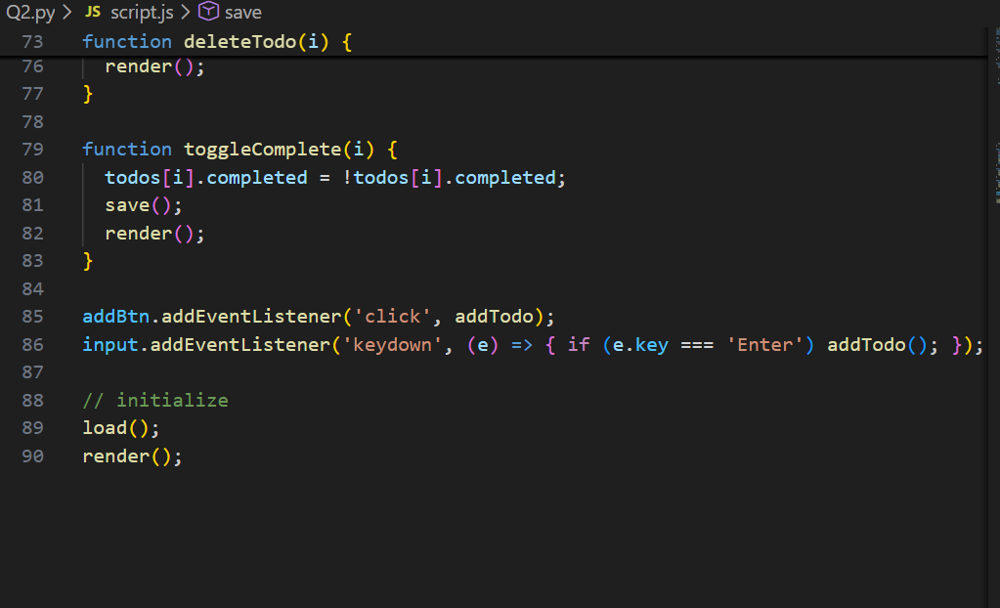 Q2.py > JS script.js > save
73 function deleteTodo(i) {
76   render();
77 }
78
79 function toggleComplete(i) {
80   todos[i].completed = !todos[i].completed;
81   save();
82   render();
83 }
84
85 addBtn.addEventListener('click', addTodo);
86 input.addEventListener('keydown', (e) => { if (e.key === 'Enter') addTodo(); });
87
88 // initialize
89 load();
90 render();